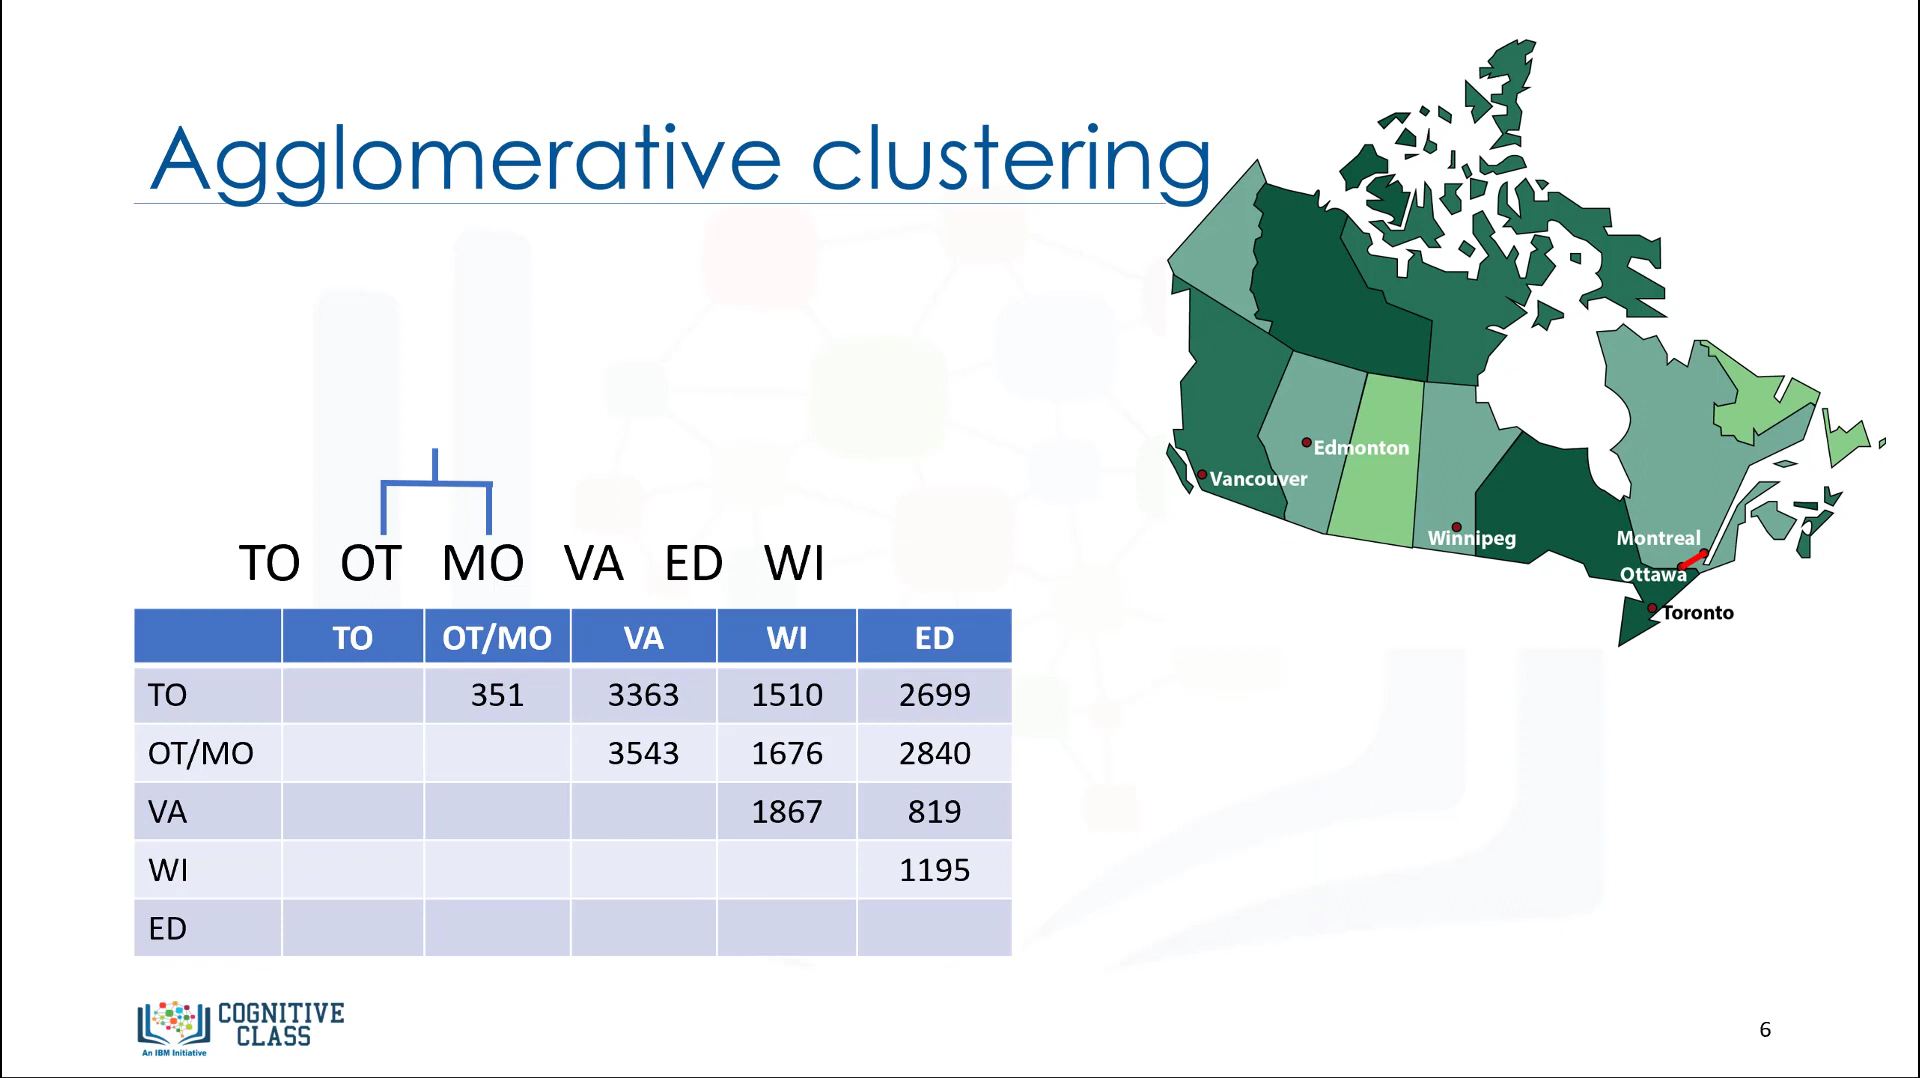 Agglomerative clustering
Edmonton
Vancouver
Winnipeg
Montreal
Ottawa
Toronto
TO OT MO VA ED WI
TO OT/MO VA WI ED
TO 351 3363 1510 2699
OT/MO 3543 1676 2840
VA 1867 819
WI 1195
ED
COGNITIVE
CLASS
An IBM Initiative
6